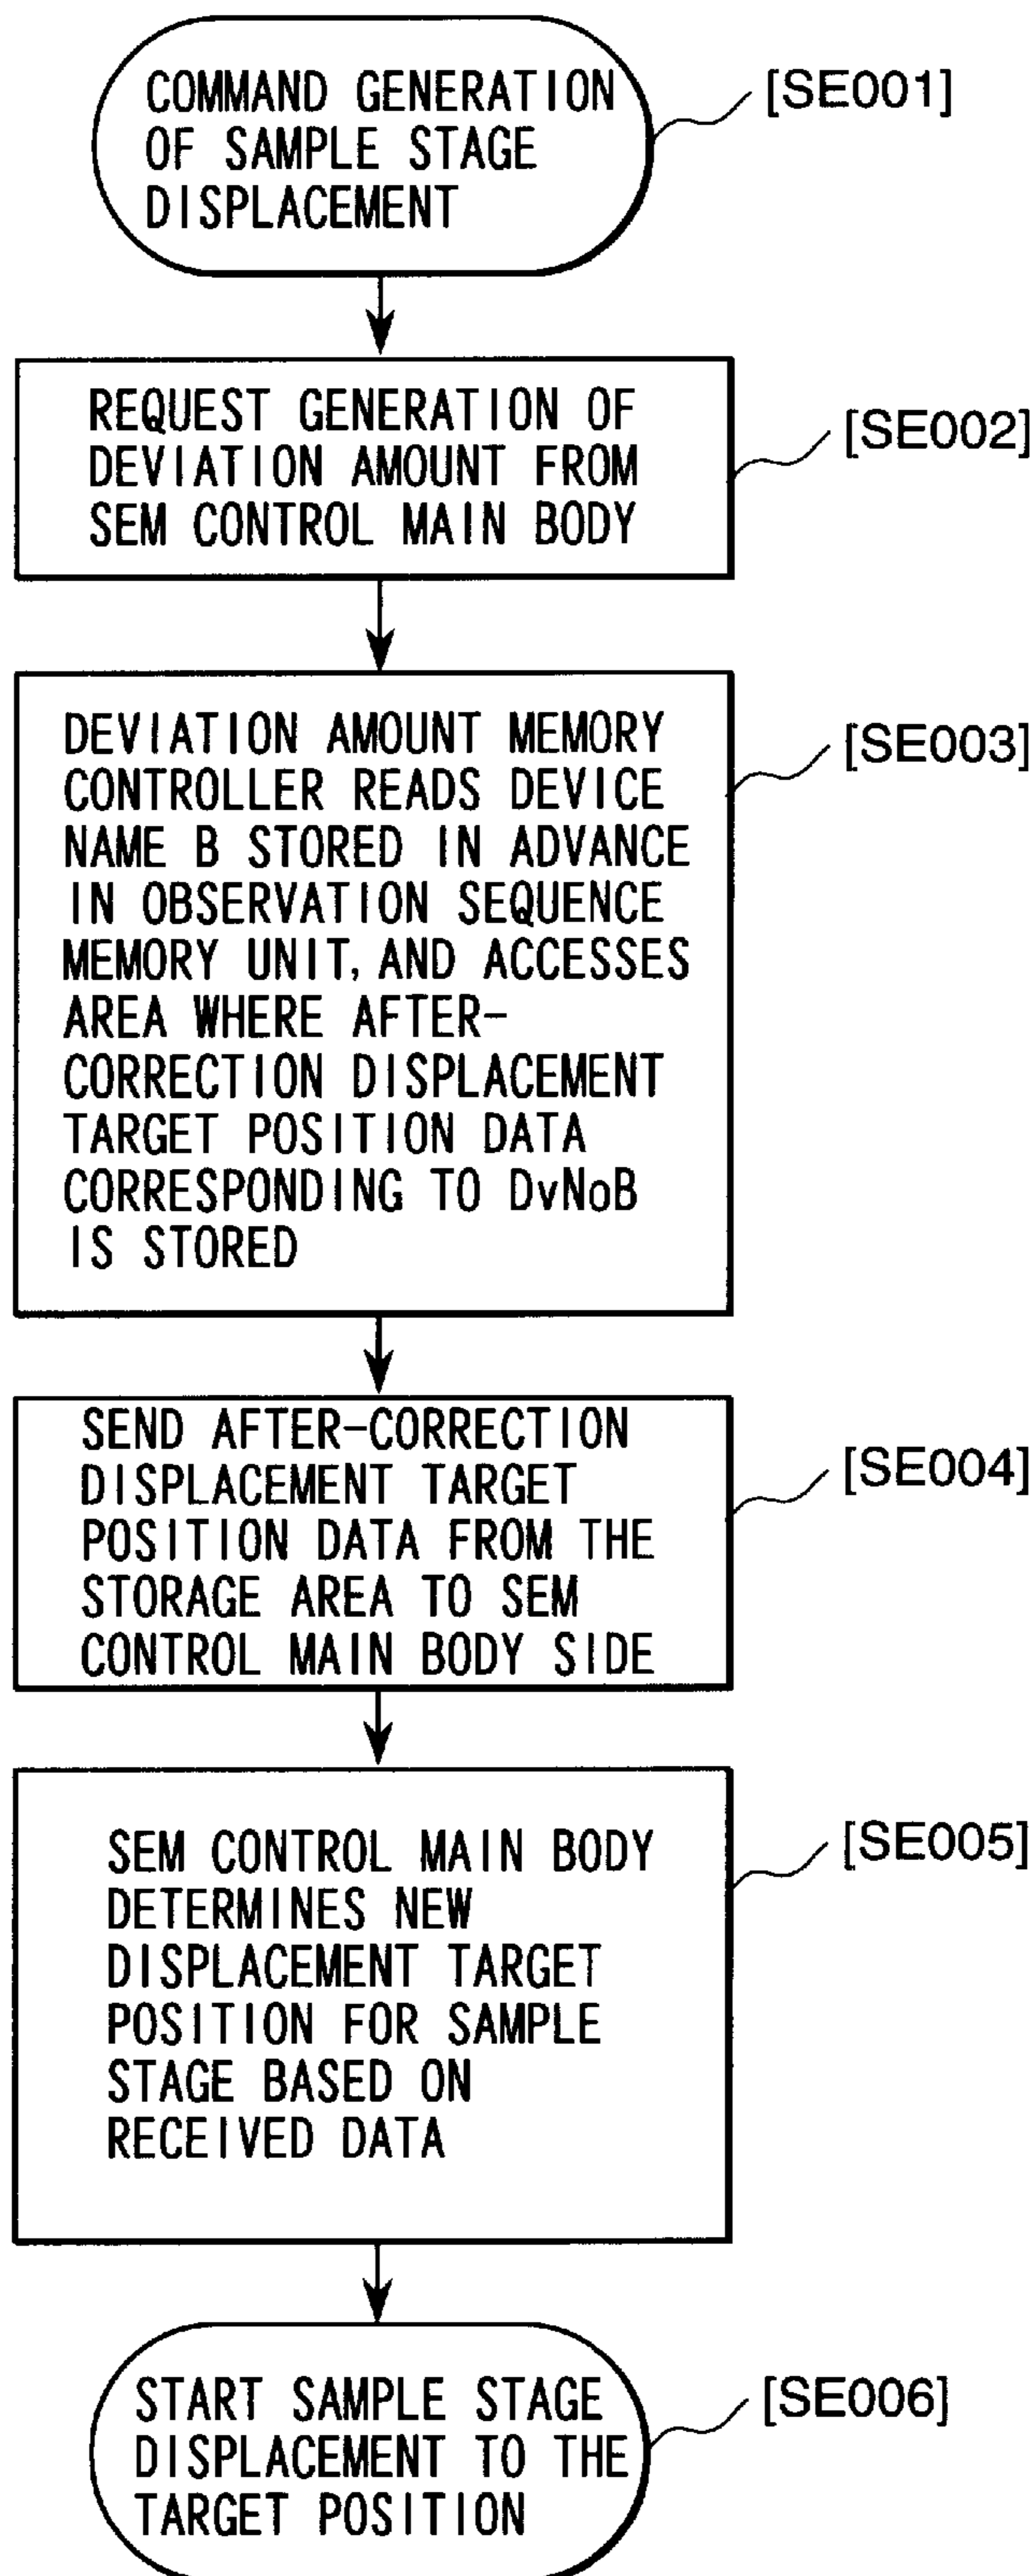 COMMAND GENERATION
OF SAMPLE STAGE
DISPLACEMENT
[SE001]
REQUEST GENERATION OF
DEVIATION AMOUNT FROM
SEM CONTROL MAIN BODY
[SE002]
DEVIATION AMOUNT MEMORY
CONTROLLER READS DEVICE
NAME B STORED IN ADVANCE
IN OBSERVATION SEQUENCE
MEMORY UNIT, AND ACCESSES
AREA WHERE AFTER-
CORRECTION DISPLACEMENT
TARGET POSITION DATA
CORRESPONDING TO DvNoB
IS STORED
[SE003]
SEND AFTER-CORRECTION
DISPLACEMENT TARGET
POSITION DATA FROM THE
STORAGE AREA TO SEM
CONTROL MAIN BODY SIDE
[SE004]
SEM CONTROL MAIN BODY
DETERMINES NEW
DISPLACEMENT TARGET
POSITION FOR SAMPLE
STAGE BASED ON
RECEIVED DATA
[SE005]
START SAMPLE STAGE
DISPLACEMENT TO THE
TARGET POSITION
[SE006]